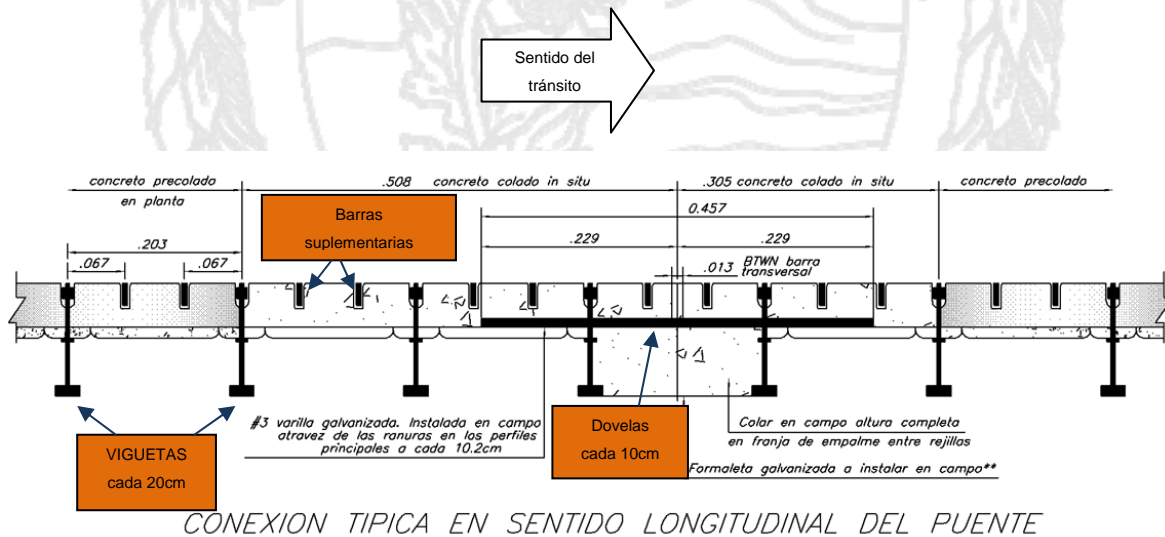 Sentido del
tránsito
concreto precolado
en planta
.508 concreto colado in situ
.305 concreto colado in situ
concreto precolado
0.457
Barras
suplementarias
.203
.229
.229
.067
.067
.013
BTWN barra
transversal
#3 varilla galvanizada. Instalada en campo
atravez de las ranuras en los perfiles
principales a cada 10.2cm
Dovelas
cada 10cm
Colar en campo altura completa
en franja de empalme entre rejillas
VIGUETAS
cada 20cm
Formaleta galvanizada a instalar en campo**
CONEXION TIPICA EN SENTIDO LONGITUDINAL DEL PUENTE